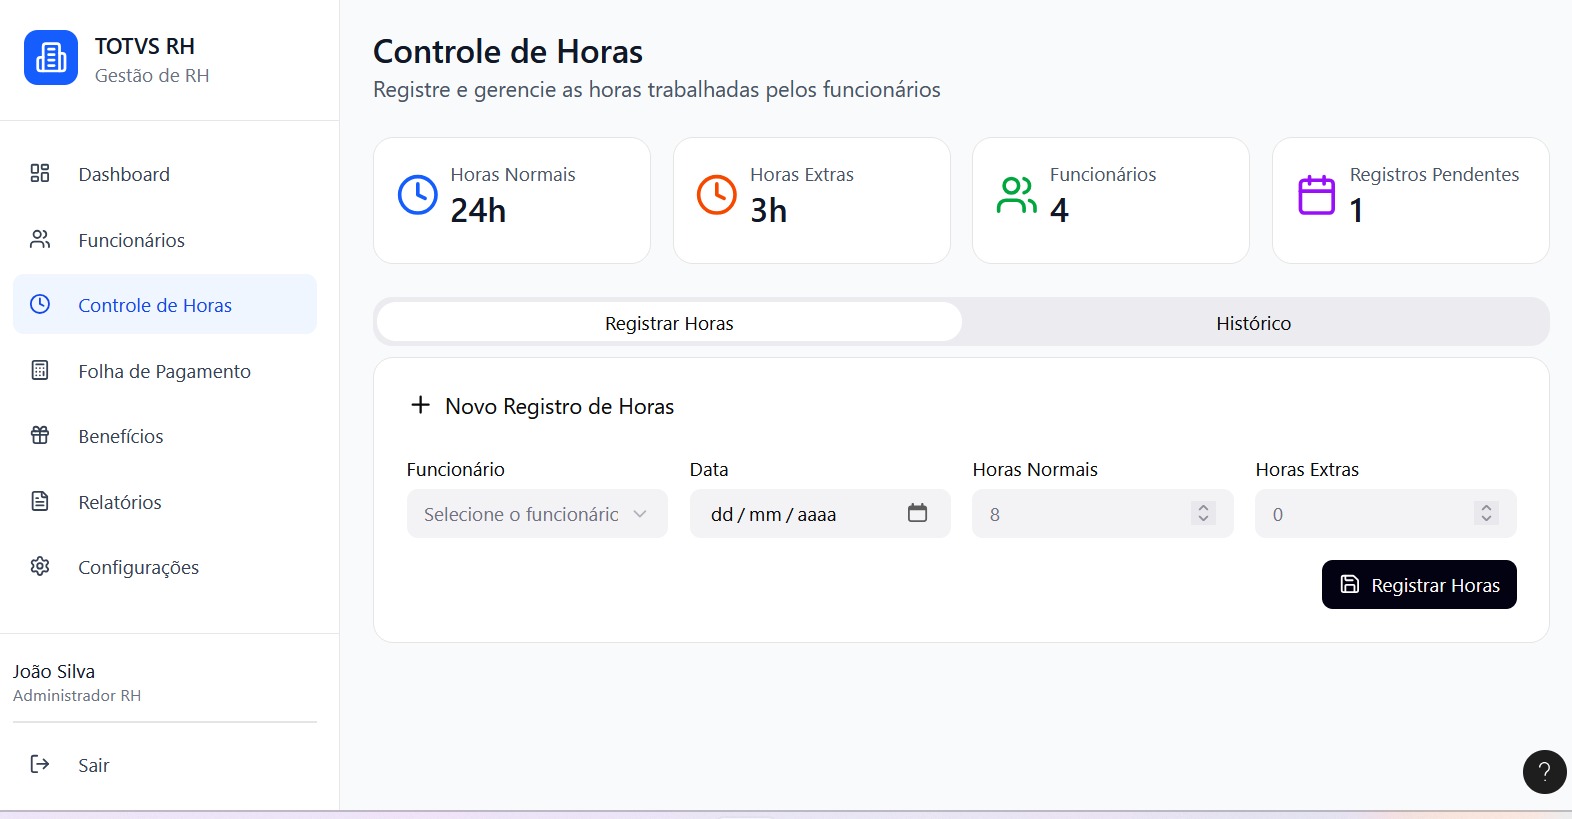 TOTVS RH
Gestão de RH
Dashboard
Funcionários
Controle de Horas
Folha de Pagamento
Benefícios
Relatórios
Configurações
João Silva
Administrador RH
Sair
Controle de Horas
Registre e gerencie as horas trabalhadas pelos funcionários
Horas Normais
24h
Horas Extras
3h
Funcionários
4
Registros Pendentes
1
Registrar Horas
Histórico
Novo Registro de Horas
Funcionário
Selecione o funcionáric
Data
dd/mm/aaaa
Horas Normais
8
Horas Extras
0
Registrar Horas
?